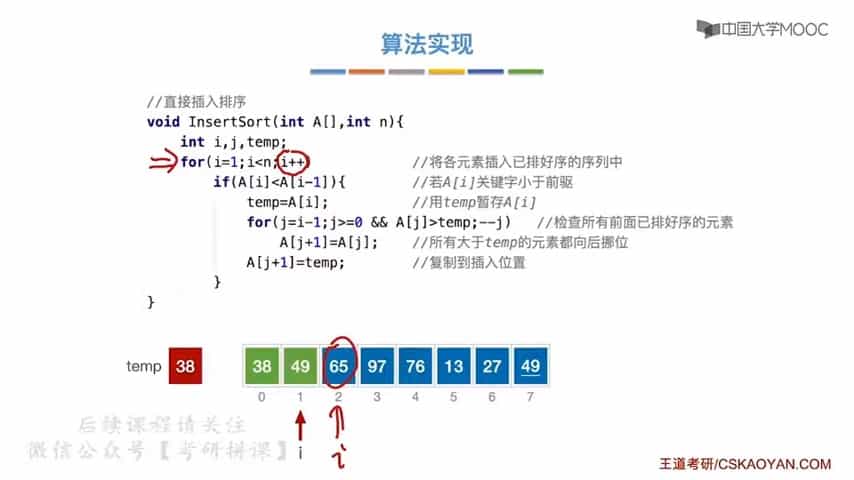 中国大学MOOC
算法实现
//直接插入排序
void InsertSort(int A[],int n){
int i,j,temp;
for(i=1;i<n;i++) //将各元素插入已排好序的序列中
if(A[i]<A[i-1]){ //若A[i]关键字小于前驱
temp=A[i]; //用temp暂存A[i]
for(j=i-1;j>=0 && A[j]>temp;--j) //检查所有前面已排好序的元素
A[j+1]=A[j]; //所有大于temp的元素都向后挪位
A[j+1]=temp; //复制到插入位置
}
}
temp 38 38 49 65 97 76 13 27 49
0 1 2 3 4 5 6 7
后续课程请关注
微信公众号【考研拼课】 i i
王道考研/CSKAOYAN.COM